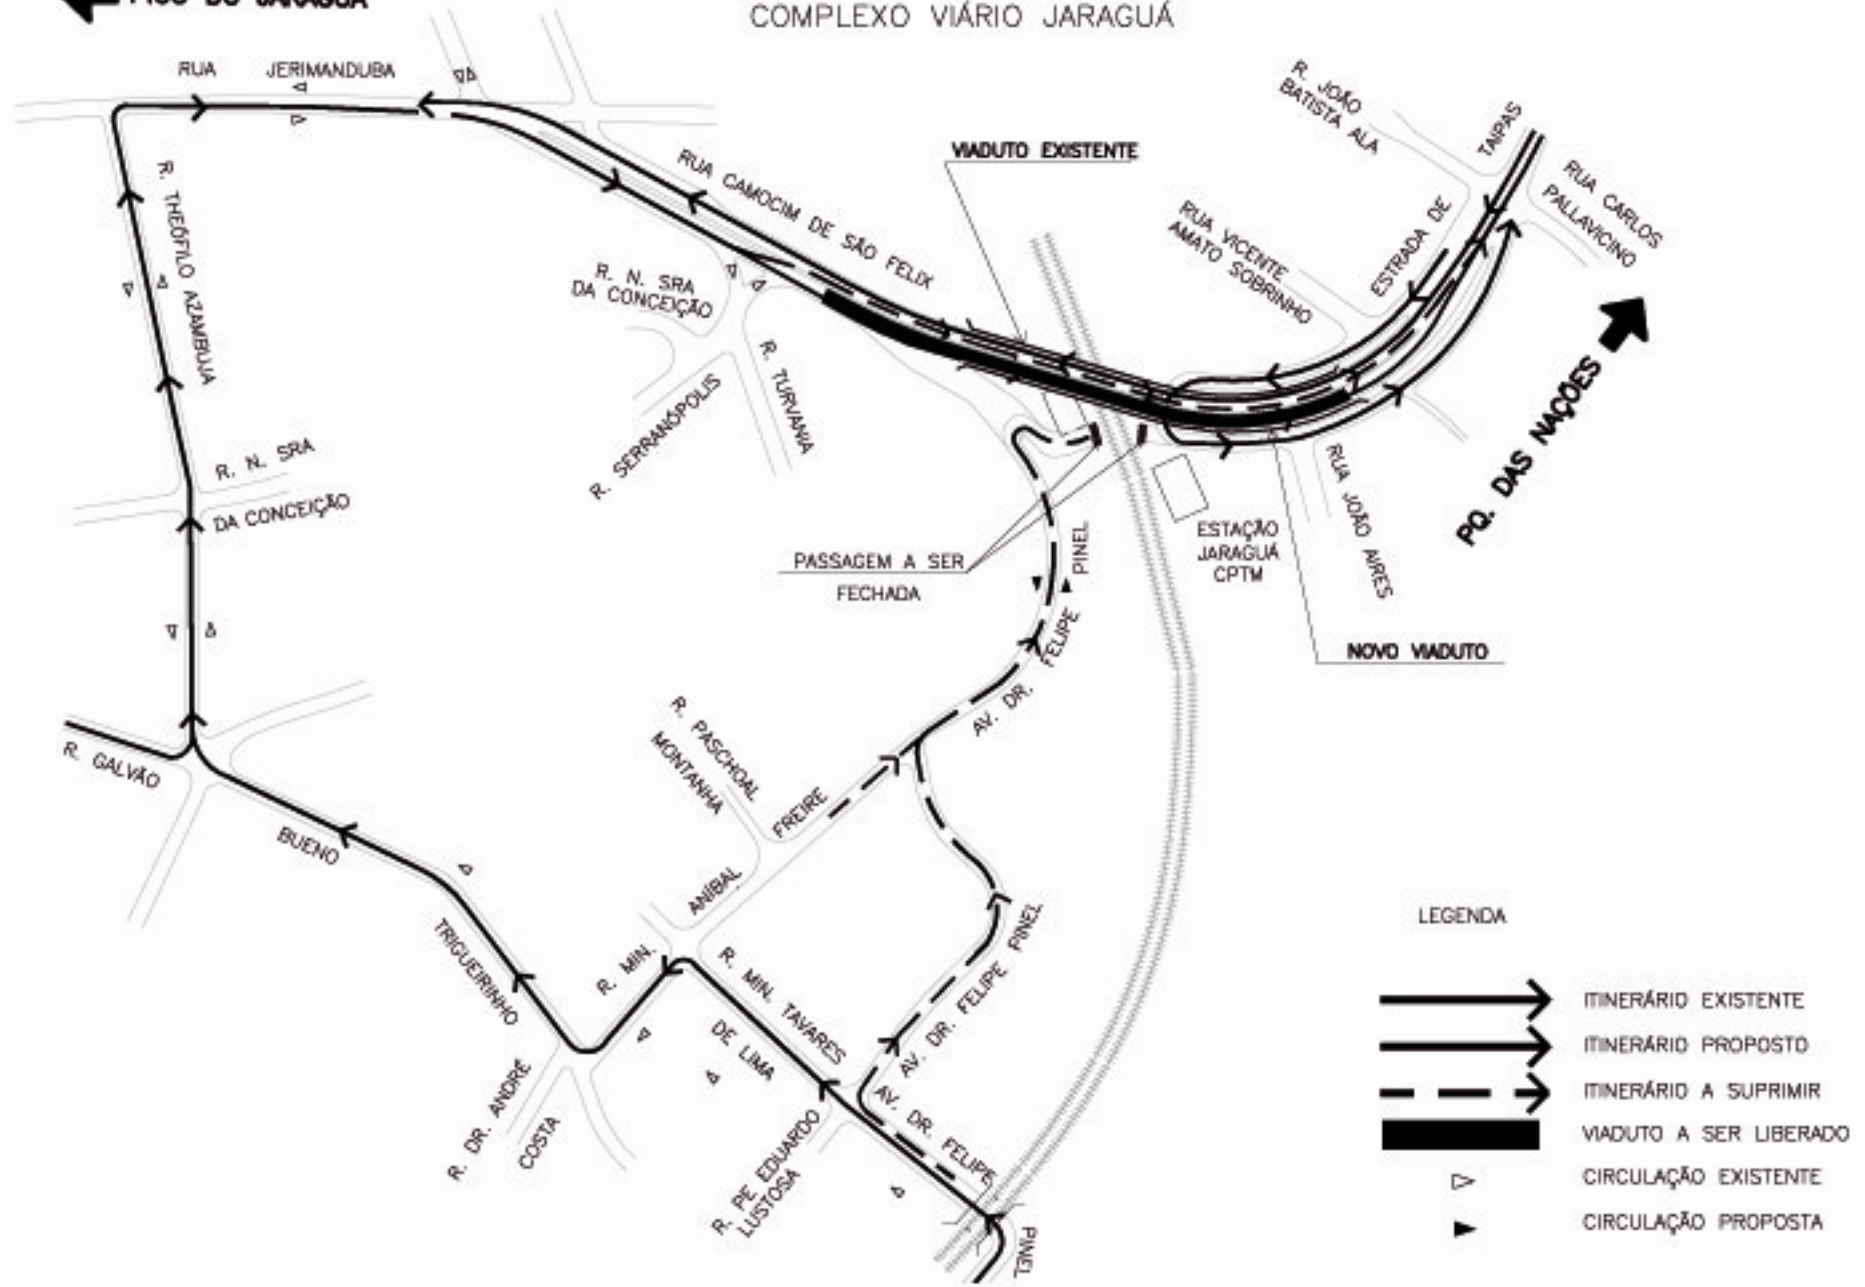 PICO DO JARAGUÁ
COMPLEXO VIÁRIO JARAGUÁ
RUA JERIMANDUBA
R. JOÃO
BATISTA ALA
TAIPAS
ESTRADA DE
RUA CARLOS
PALLAVICINO
VIADUTO EXISTENTE
RUA CAMOCIM DE SÃO FELIX
RUA VICENTE
AMATO SOBRINHO
R. THEÓFILO AZAMBUJA
R. N. SRA
DA CONCEIÇÃO
R. TURVANIA
R. SERRANÓPOLIS
PQ. DAS NAÇÕES
R. N. SRA
DA CONCEIÇÃO
PASSAGEM A SER
FECHADA
ESTAÇÃO
JARAGUÁ
CPTM
RUA JOÃO AIRES
NOVO VIADUTO
AV. DR. FELIPE PINEL
R. GALVÃO
BUENO
TRIGUEIRINHO
R. PASCHOAL
MONTANHA
R. MIN. ANÍBAL FREIRE
R. MIN. TAVARES
DE LIMA
AV. DR. FELIPE PINEL
AV. DR. FELIPE
PINEL
R. DR. ANDRÉ
COSTA
R. PE EDUARDO
LUSTOSA
LEGENDA
ITINERÁRIO EXISTENTE
ITINERÁRIO PROPOSTO
ITINERÁRIO A SUPRIMIR
VIADUTO A SER LIBERADO
CIRCULAÇÃO EXISTENTE
CIRCULAÇÃO PROPOSTA